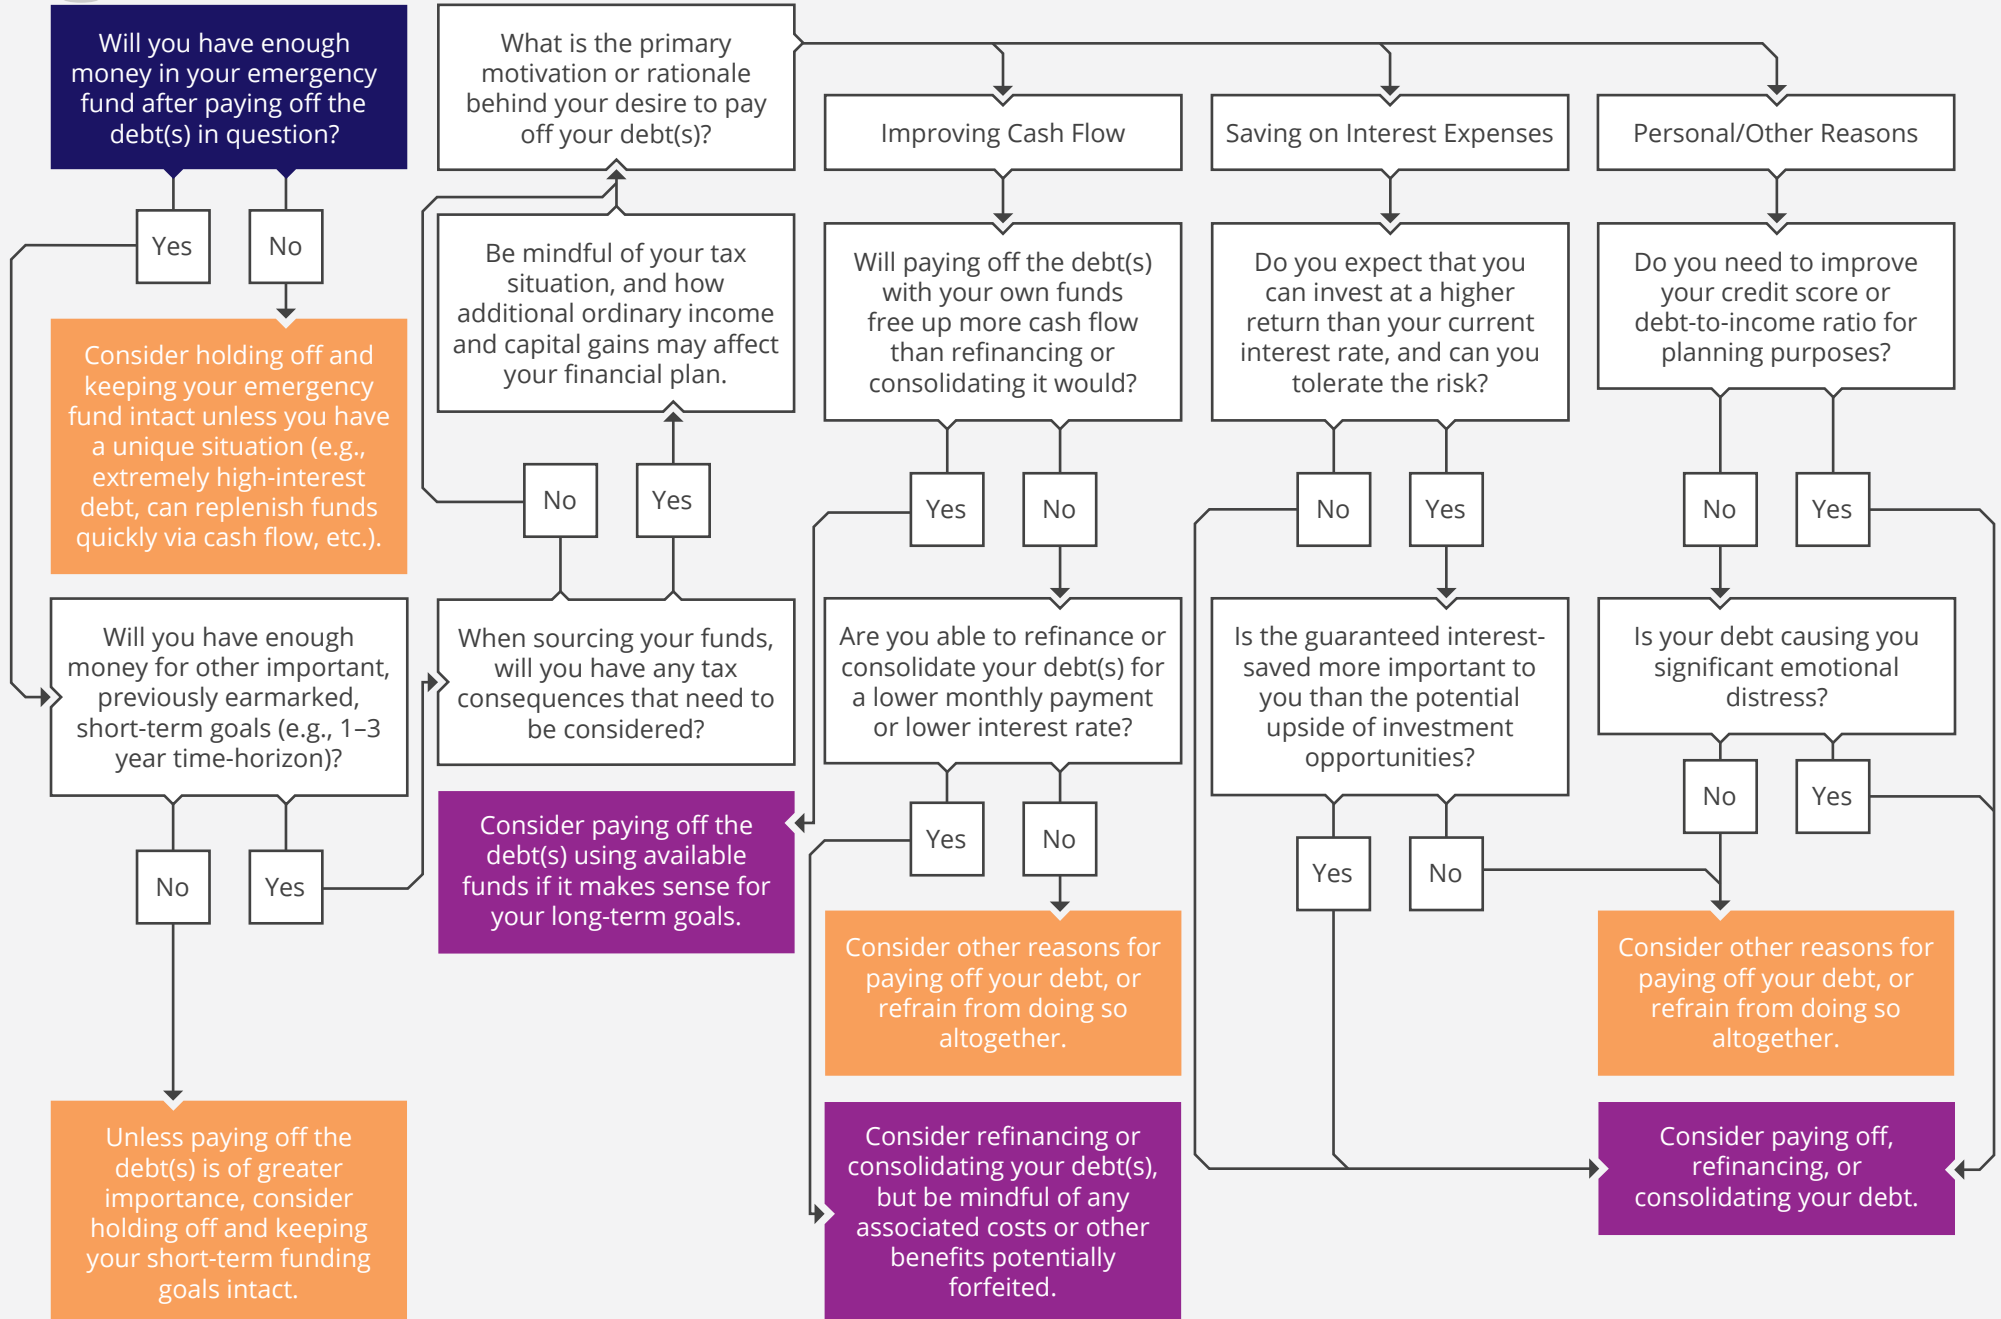 Will you have enough
money in your emergency
fund after paying off the
debt(s) in question?
Yes
No
Consider holding off and
keeping your emergency
fund intact unless you have
a unique situation (e.g.,
extremely high-interest
debt, can replenish funds
quickly via cash flow, etc.).
Will you have enough
money for other important,
previously earmarked,
short-term goals (e.g., 1–3
year time-horizon)?
No
Yes
Unless paying off the
debt(s) is of greater
importance, consider
holding off and keeping
your short-term funding
goals intact.
What is the primary
motivation or rationale
behind your desire to pay
off your debt(s)?
Be mindful of your tax
situation, and how
additional ordinary income
and capital gains may affect
your financial plan.
No
Yes
When sourcing your funds,
will you have any tax
consequences that need to
be considered?
Consider paying off the
debt(s) using available
funds if it makes sense for
your long-term goals.
Improving Cash Flow
Will paying off the debt(s)
with your own funds
free up more cash flow
than refinancing or
consolidating it would?
Yes
No
Are you able to refinance or
consolidate your debt(s) for
a lower monthly payment
or lower interest rate?
Yes
No
Consider other reasons for
paying off your debt, or
refrain from doing so
altogether.
Consider refinancing or
consolidating your debt(s),
but be mindful of any
associated costs or other
benefits potentially
forfeited.
Saving on Interest Expenses
Do you expect that you
can invest at a higher
return than your current
interest rate, and can you
tolerate the risk?
No
Yes
Is the guaranteed interest-
saved more important to
you than the potential
upside of investment
opportunities?
Yes
No
Personal/Other Reasons
Do you need to improve
your credit score or
debt-to-income ratio for
planning purposes?
No
Yes
Is your debt causing you
significant emotional
distress?
No
Yes
Consider other reasons for
paying off your debt, or
refrain from doing so
altogether.
Consider paying off,
refinancing, or
consolidating your debt.